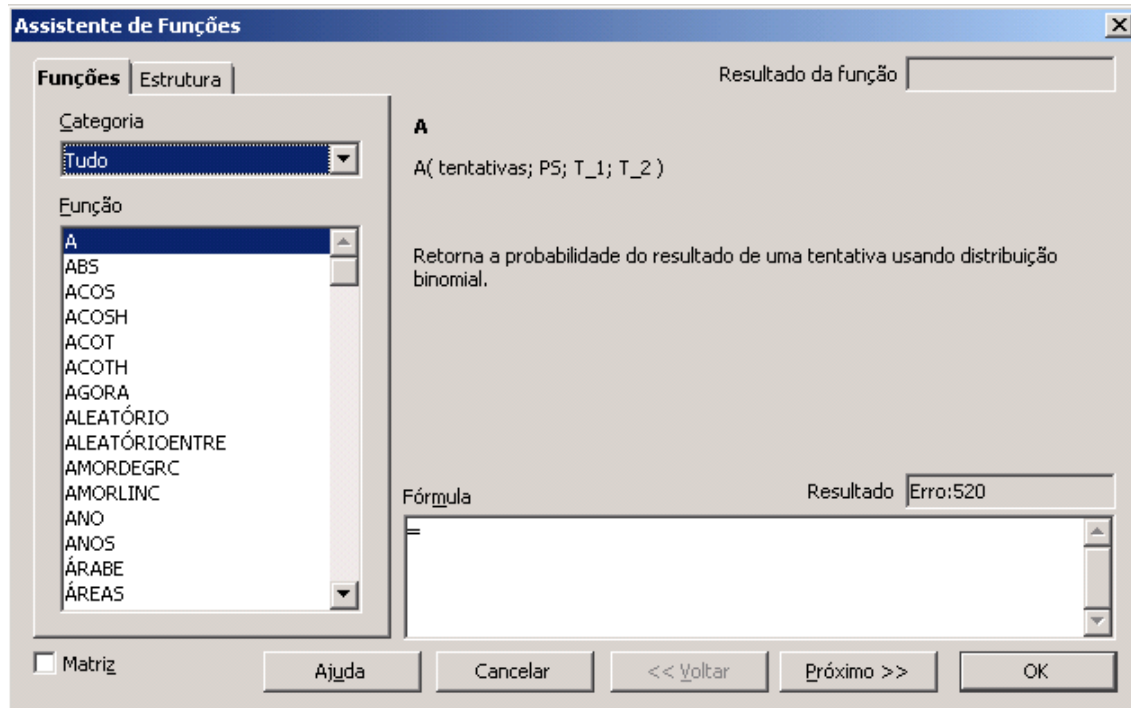 Assistente de Funções
Funções
Estrutura
Resultado da função
Categoria
Tudo
Função
A
ABS
ACOS
ACOSH
ACOT
ACOTH
AGORA
ALEATÓRIO
ALEATÓRIOENTRE
AMORDEGRC
AMORLINC
ANO
ANOS
ÁRABE
ÁREAS
A
A( tentativas; PS; T_1; T_2 )
Retorna a probabilidade do resultado de uma tentativa usando distribuição
binomial.
Fórmula
Resultado
Erro:520
=
Matriz
Ajuda
Cancelar
<< Voltar
Próximo >>
OK